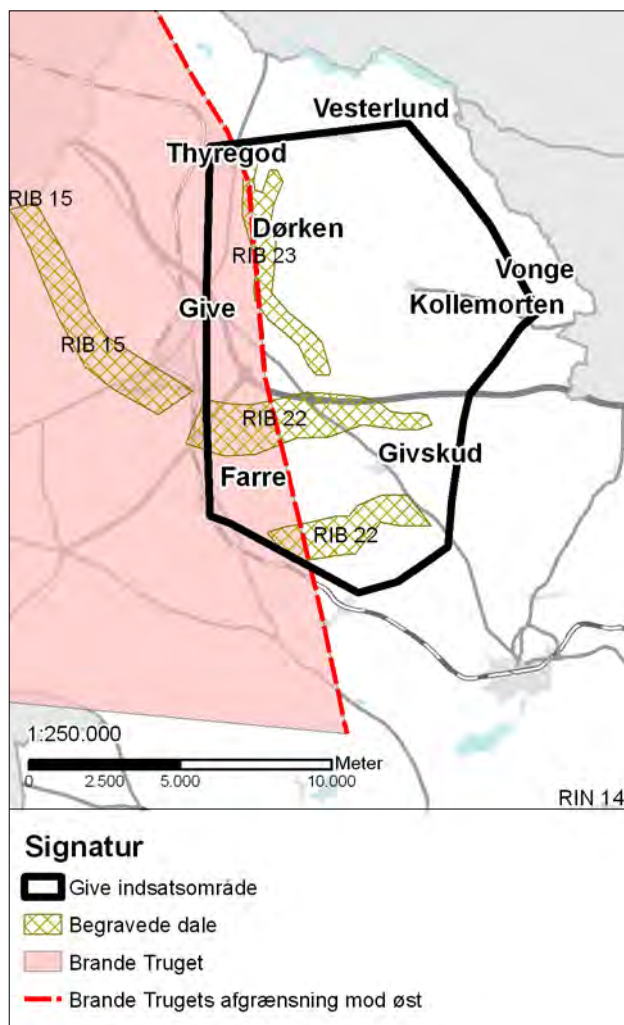 Vesterlund
Thyregod
RIB 15
Dørken
RIB 23
Vonge
Give
Kollemorten
RIB 15
RIB 22
Givskud
Farre
RIB 22
1:250.000
Meter
0 2.500 5.000 10.000
RIN 14
Signatur
Give indsatsområde
Begravede dale
Brande Truget
Brande Trugets afgrænsning mod øst